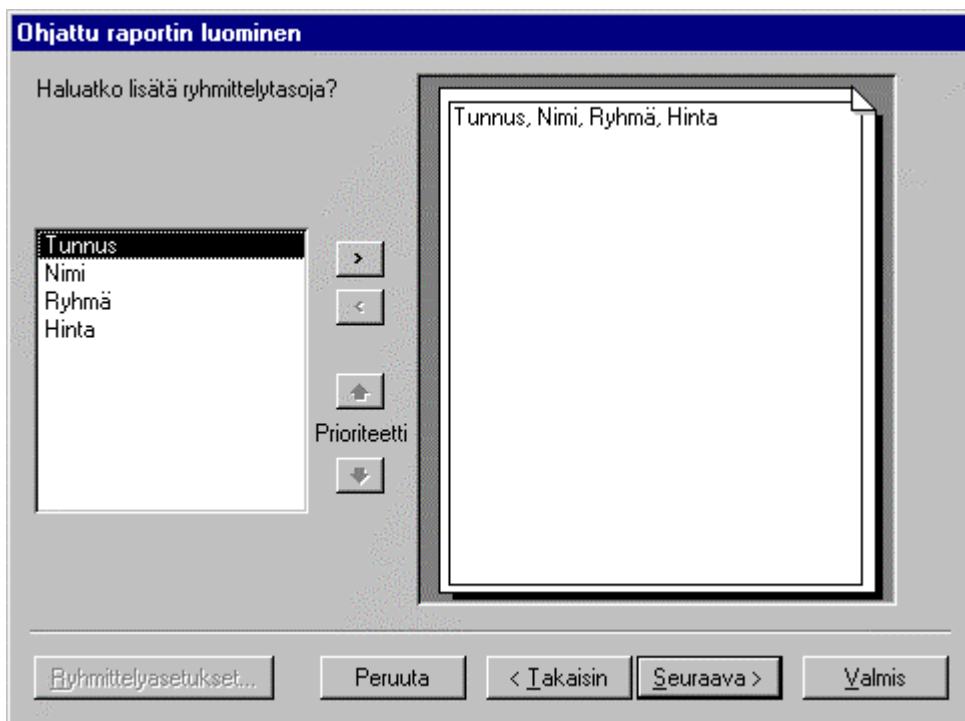 Ohjattu raportin luominen
Haluatko lisätä ryhmittelytasoja?
Tunnus, Nimi, Ryhmä, Hinta
Tunnus
Nimi
Ryhmä
Hinta
>
<
Prioriteetti
Ryhmittelyasetukset...
Peruuta
< Takaisin
Seuraava >
Valmis